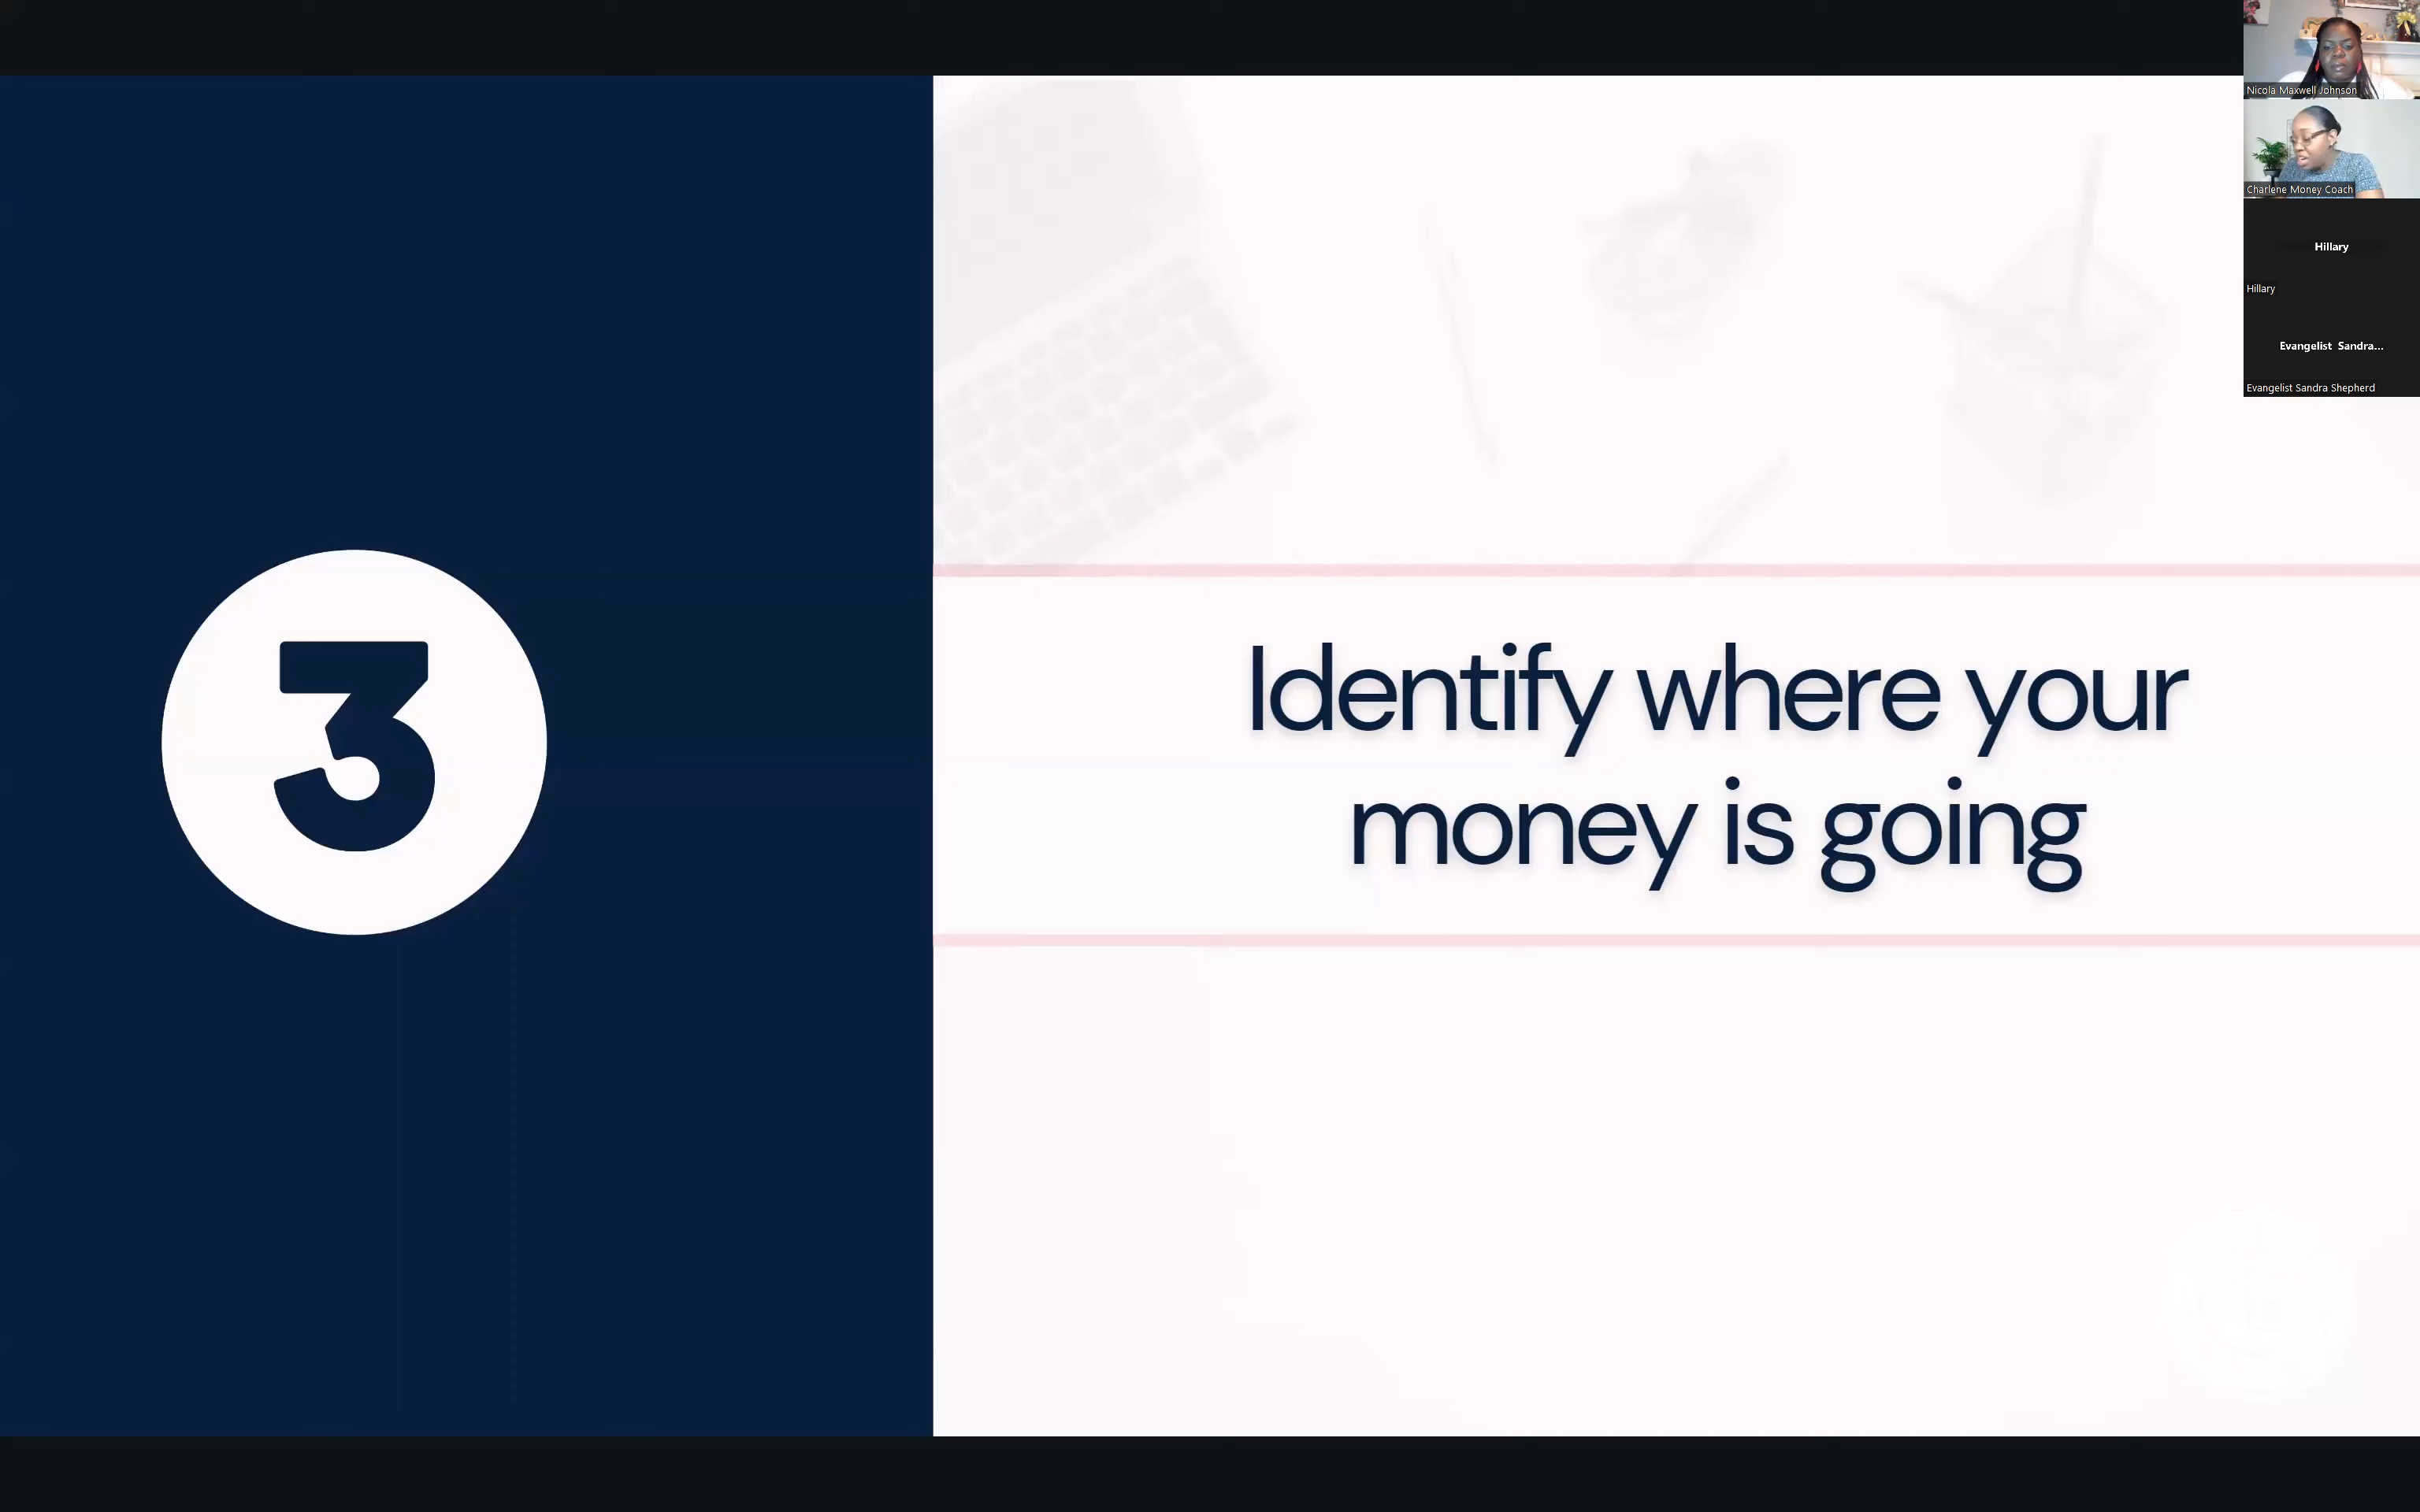 3
Identify where your
money is going
Nicola Maxwell Johnson
Charlene Money Coach
Hillary
Hillary
Evangelist Sandra...
Evangelist Sandra Shepherd